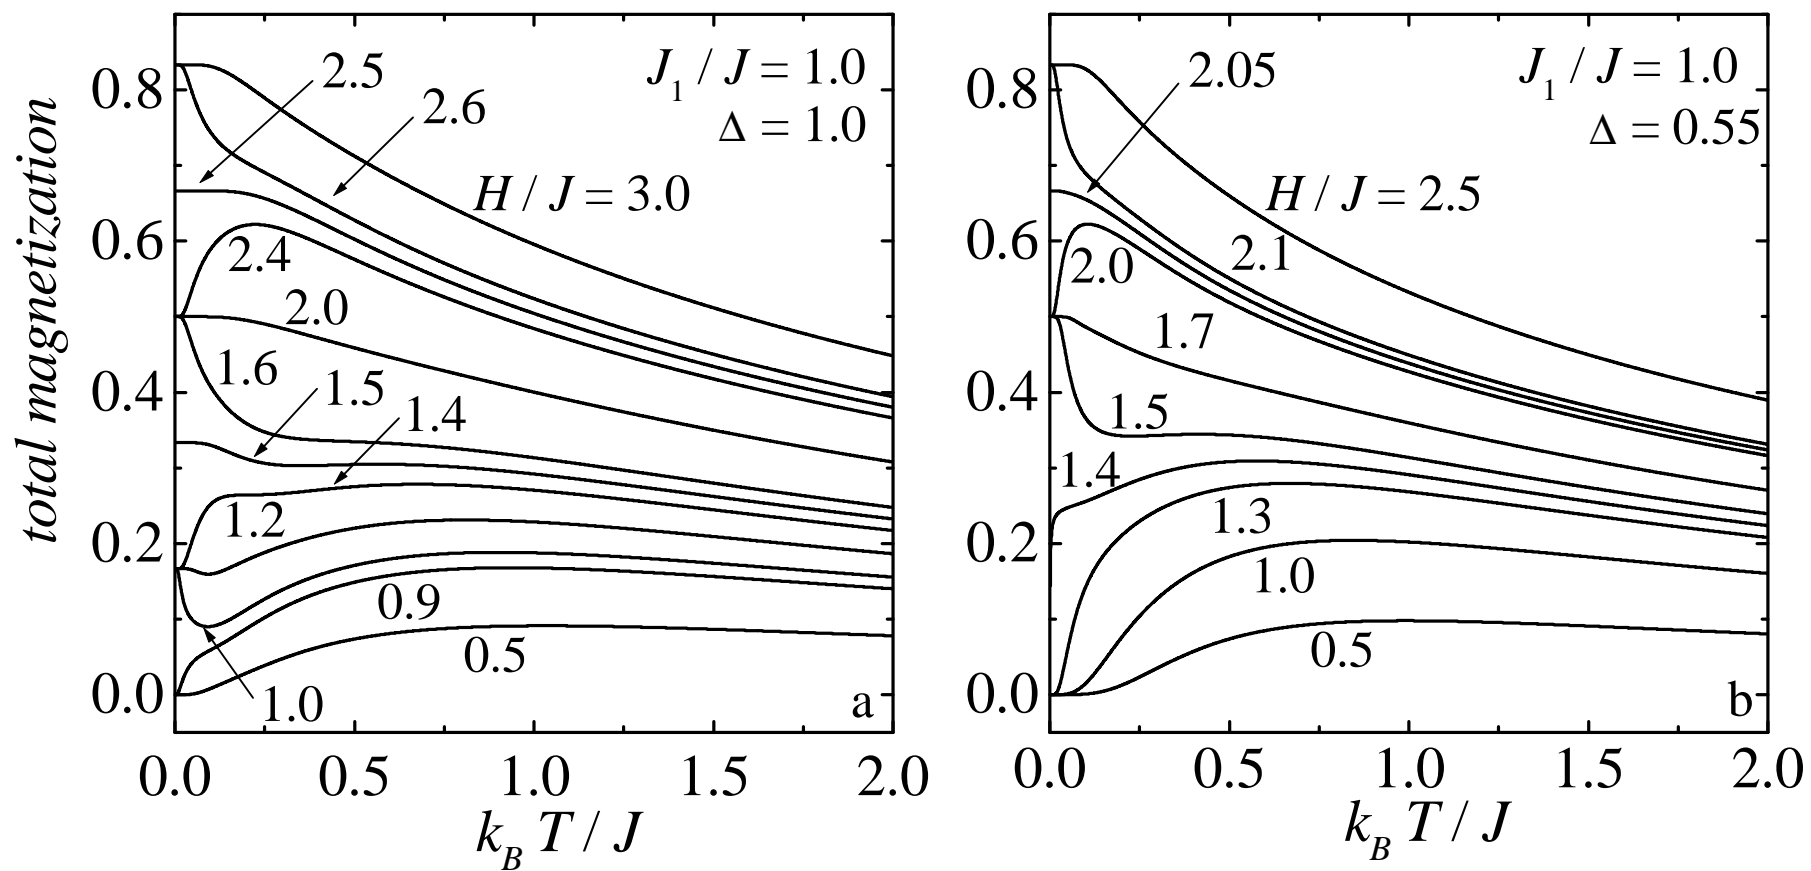 total magnetization
0.8
0.6
0.4
0.2
0.0
2.5
2.6
J1 / J = 1.0
Δ = 1.0
H / J = 3.0
2.4
2.0
1.6
1.5
1.4
1.2
0.9
0.5
1.0
a
0.0 0.5 1.0 1.5 2.0
kB T / J
0.8
0.6
0.4
0.2
0.0
2.05
J1 / J = 1.0
Δ = 0.55
H / J = 2.5
2.1
2.0
1.7
1.5
1.4
1.3
1.0
0.5
b
0.0 0.5 1.0 1.5 2.0
kB T / J